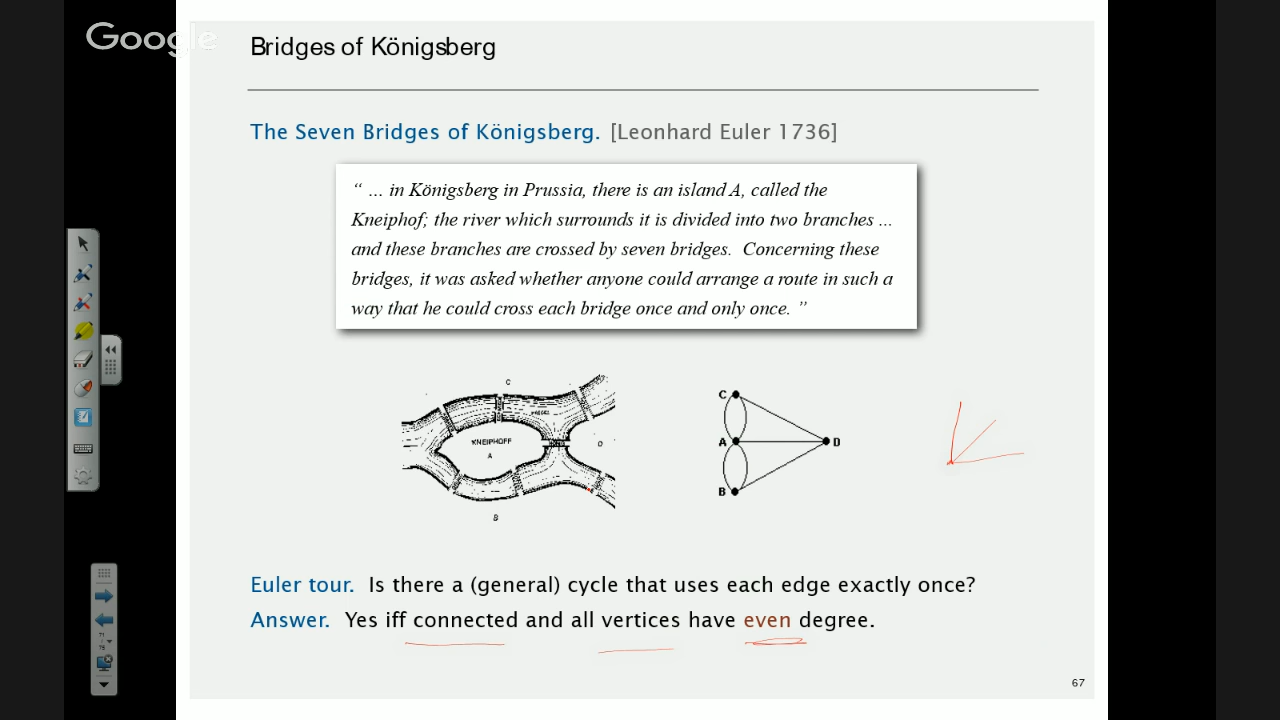 Google
Bridges of Königsberg
The Seven Bridges of Königsberg. [Leonhard Euler 1736]
“ ... in Königsberg in Prussia, there is an island A, called the
Kneiphof; the river which surrounds it is divided into two branches ...
and these branches are crossed by seven bridges. Concerning these
bridges, it was asked whether anyone could arrange a route in such a
way that he could cross each bridge once and only once. ”
C
KNEIPHOFF
A
D
B
C
A
D
B
Euler tour. Is there a (general) cycle that uses each edge exactly once?
Answer. Yes iff connected and all vertices have even degree.
67